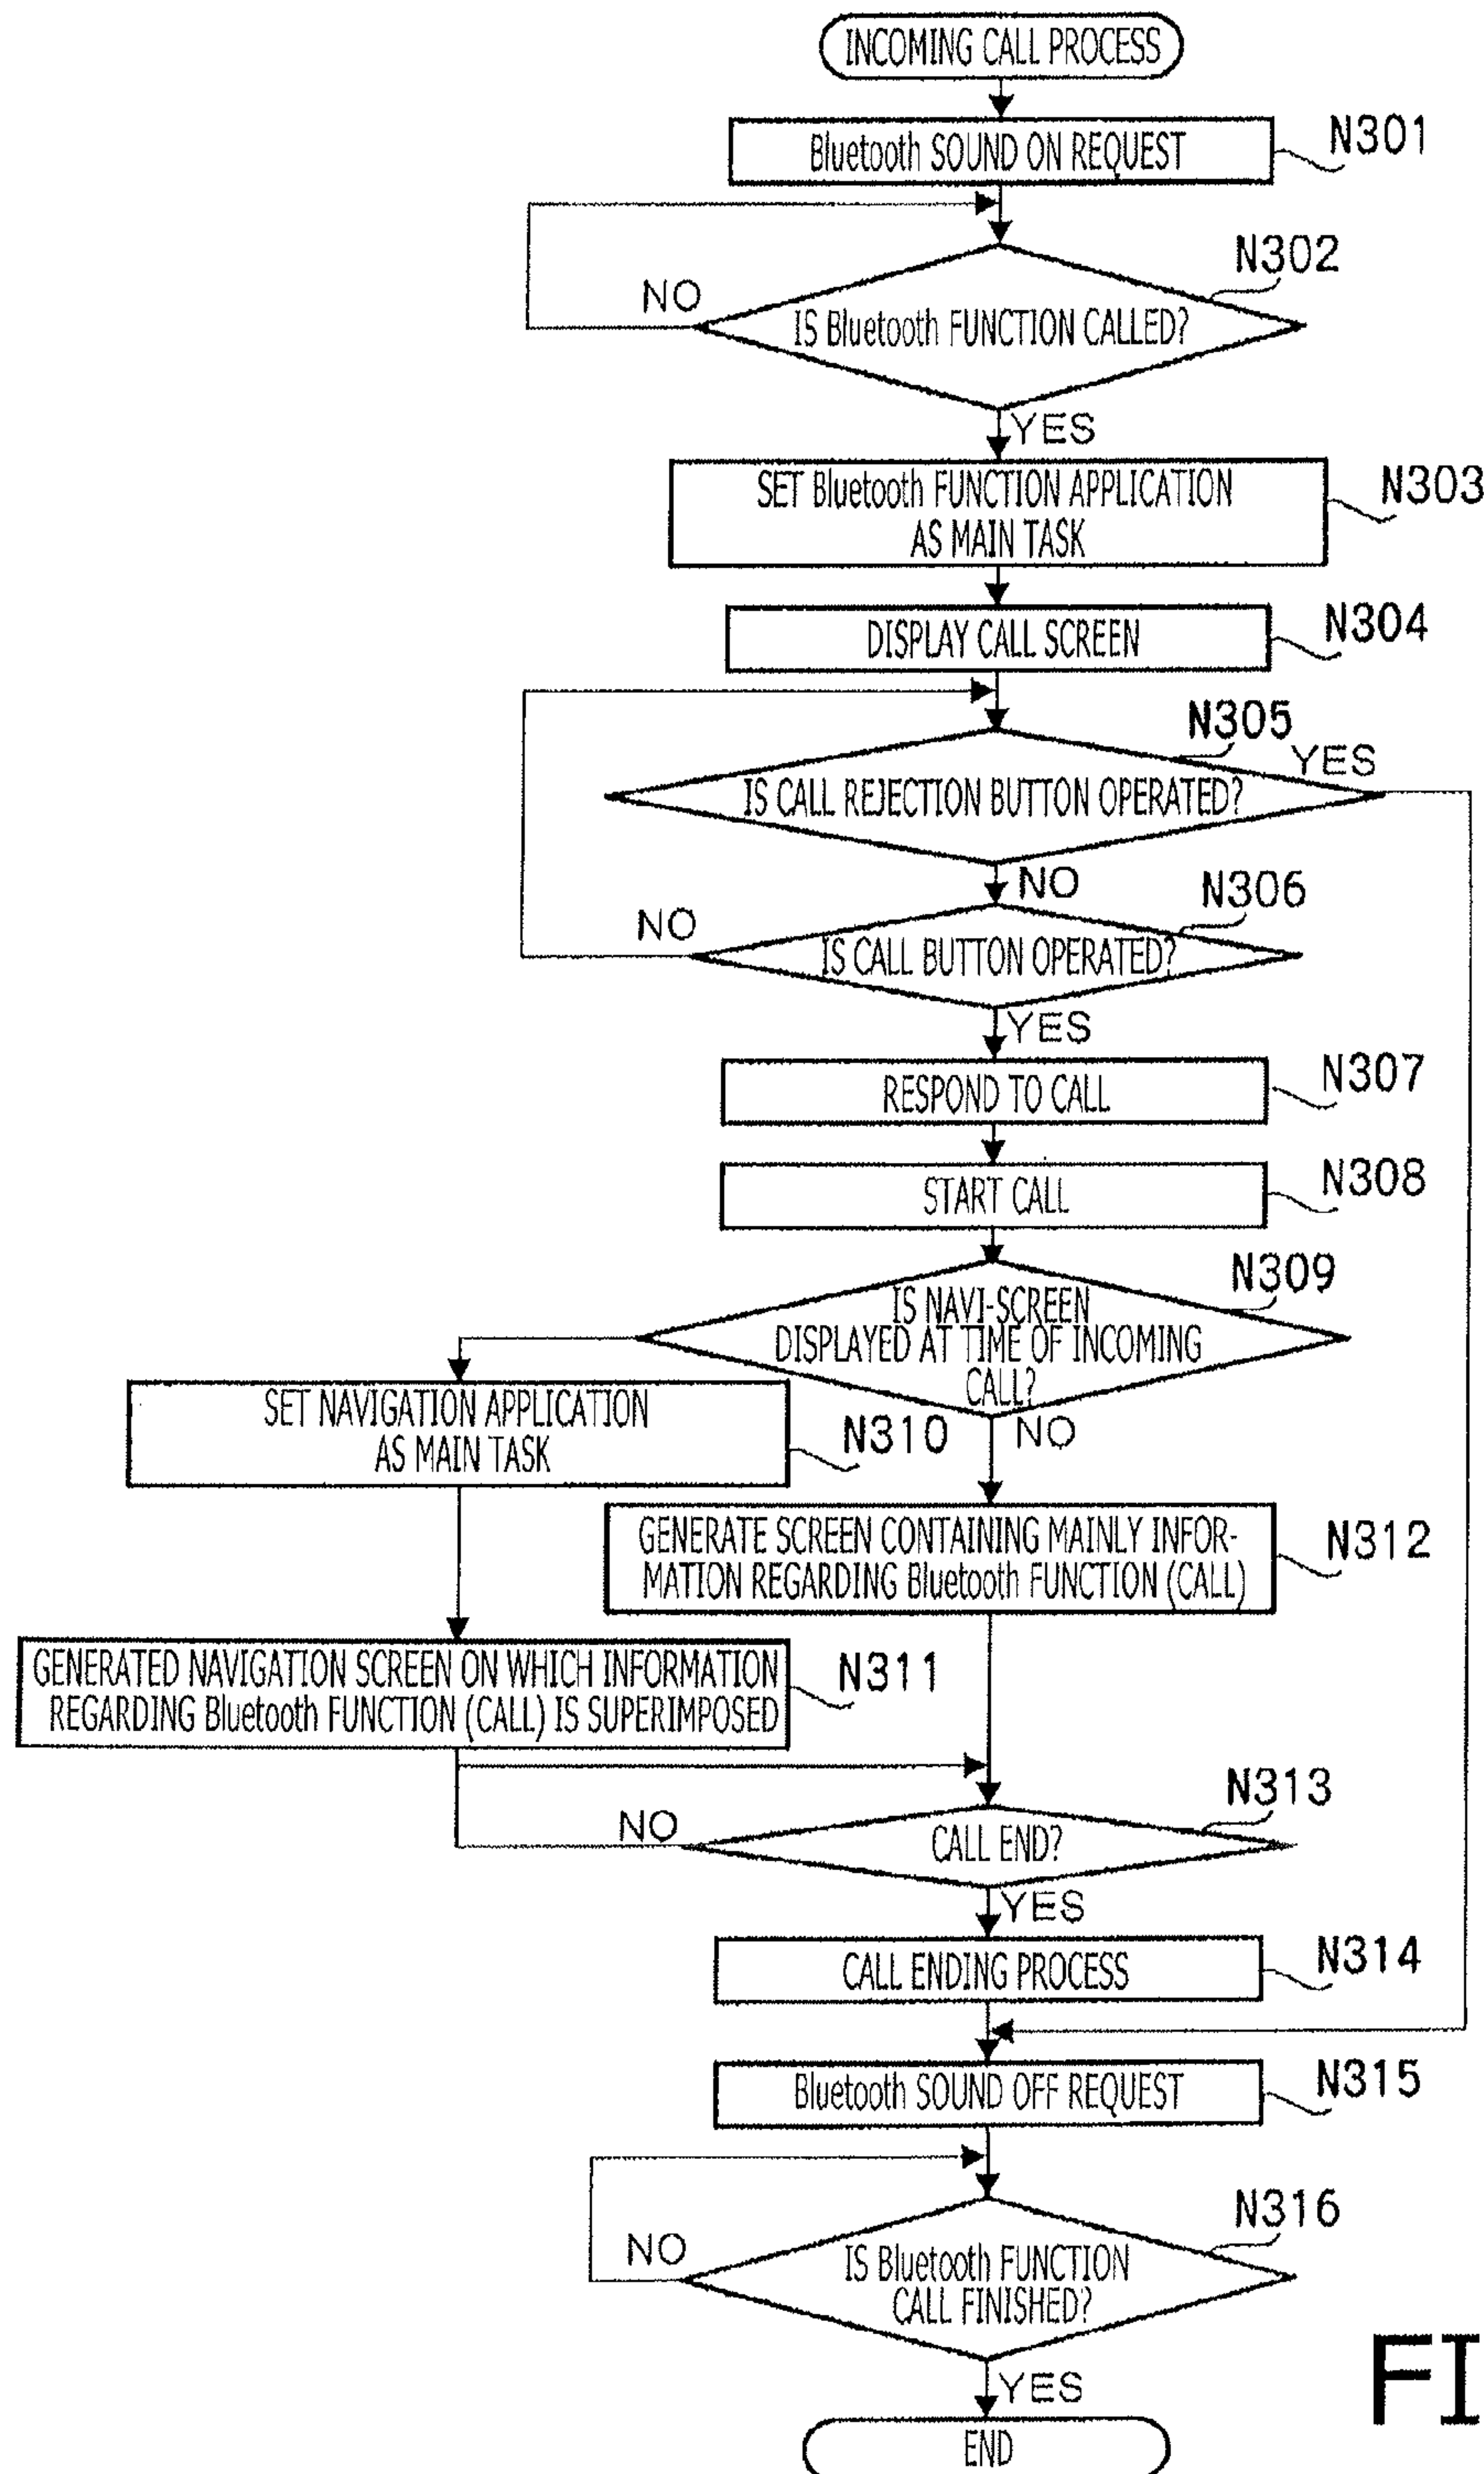 INCOMING CALL PROCESS
Bluetooth SOUND ON REQUEST
N301
N302
NO
IS Bluetooth FUNCTION CALLED?
YES
SET Bluetooth FUNCTION APPLICATION
AS MAIN TASK
N303
DISPLAY CALL SCREEN
N304
N305
YES
IS CALL REJECTION BUTTON OPERATED?
NO
N306
NO
IS CALL BUTTON OPERATED?
YES
RESPOND TO CALL
N307
START CALL
N308
N309
IS NAVI-SCREEN
DISPLAYED AT TIME OF INCOMING
CALL?
SET NAVIGATION APPLICATION
AS MAIN TASK
N310
NO
GENERATE SCREEN CONTAINING MAINLY INFOR-
MATION REGARDING Bluetooth FUNCTION (CALL)
N312
GENERATED NAVIGATION SCREEN ON WHICH INFORMATION
REGARDING Bluetooth FUNCTION (CALL) IS SUPERIMPOSED
N311
N313
NO
CALL END?
YES
CALL ENDING PROCESS
N314
Bluetooth SOUND OFF REQUEST
N315
N316
NO
IS Bluetooth FUNCTION
CALL FINISHED?
YES
FI
END